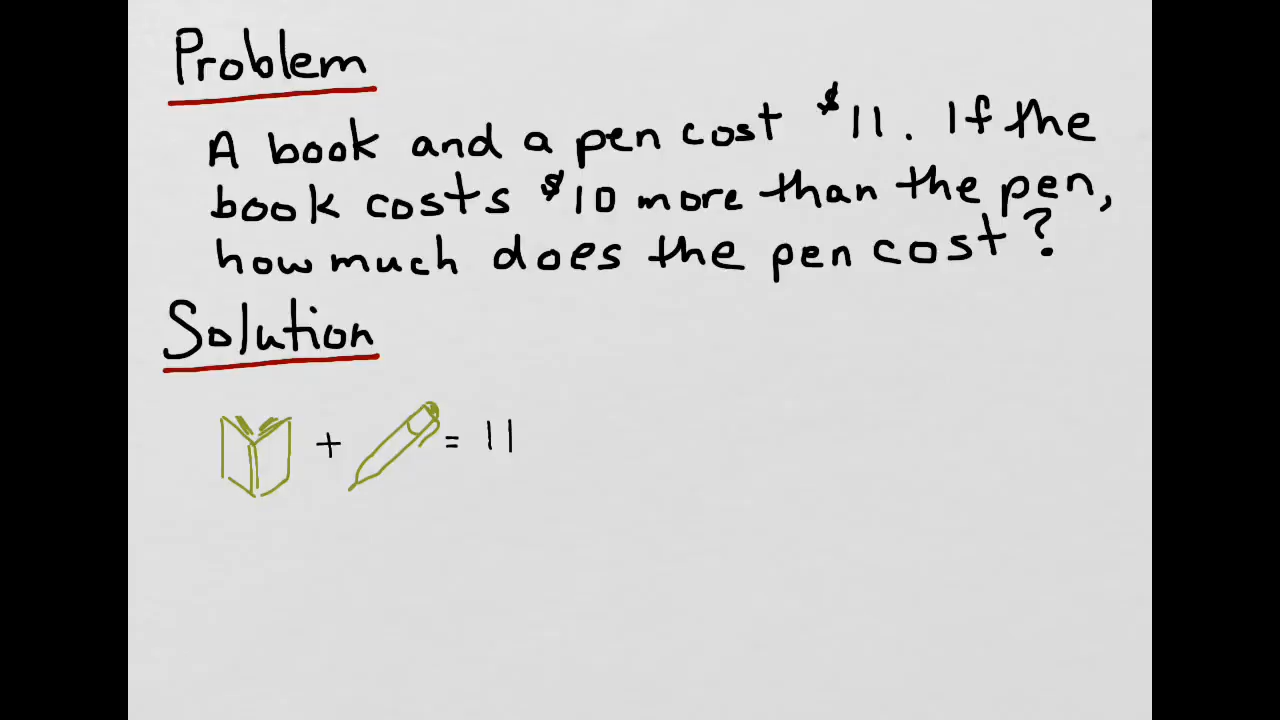 Problem
A book and a pen cost $11. If the
book costs $10 more than the pen,
how much does the pen cost?
Solution
+ = 11